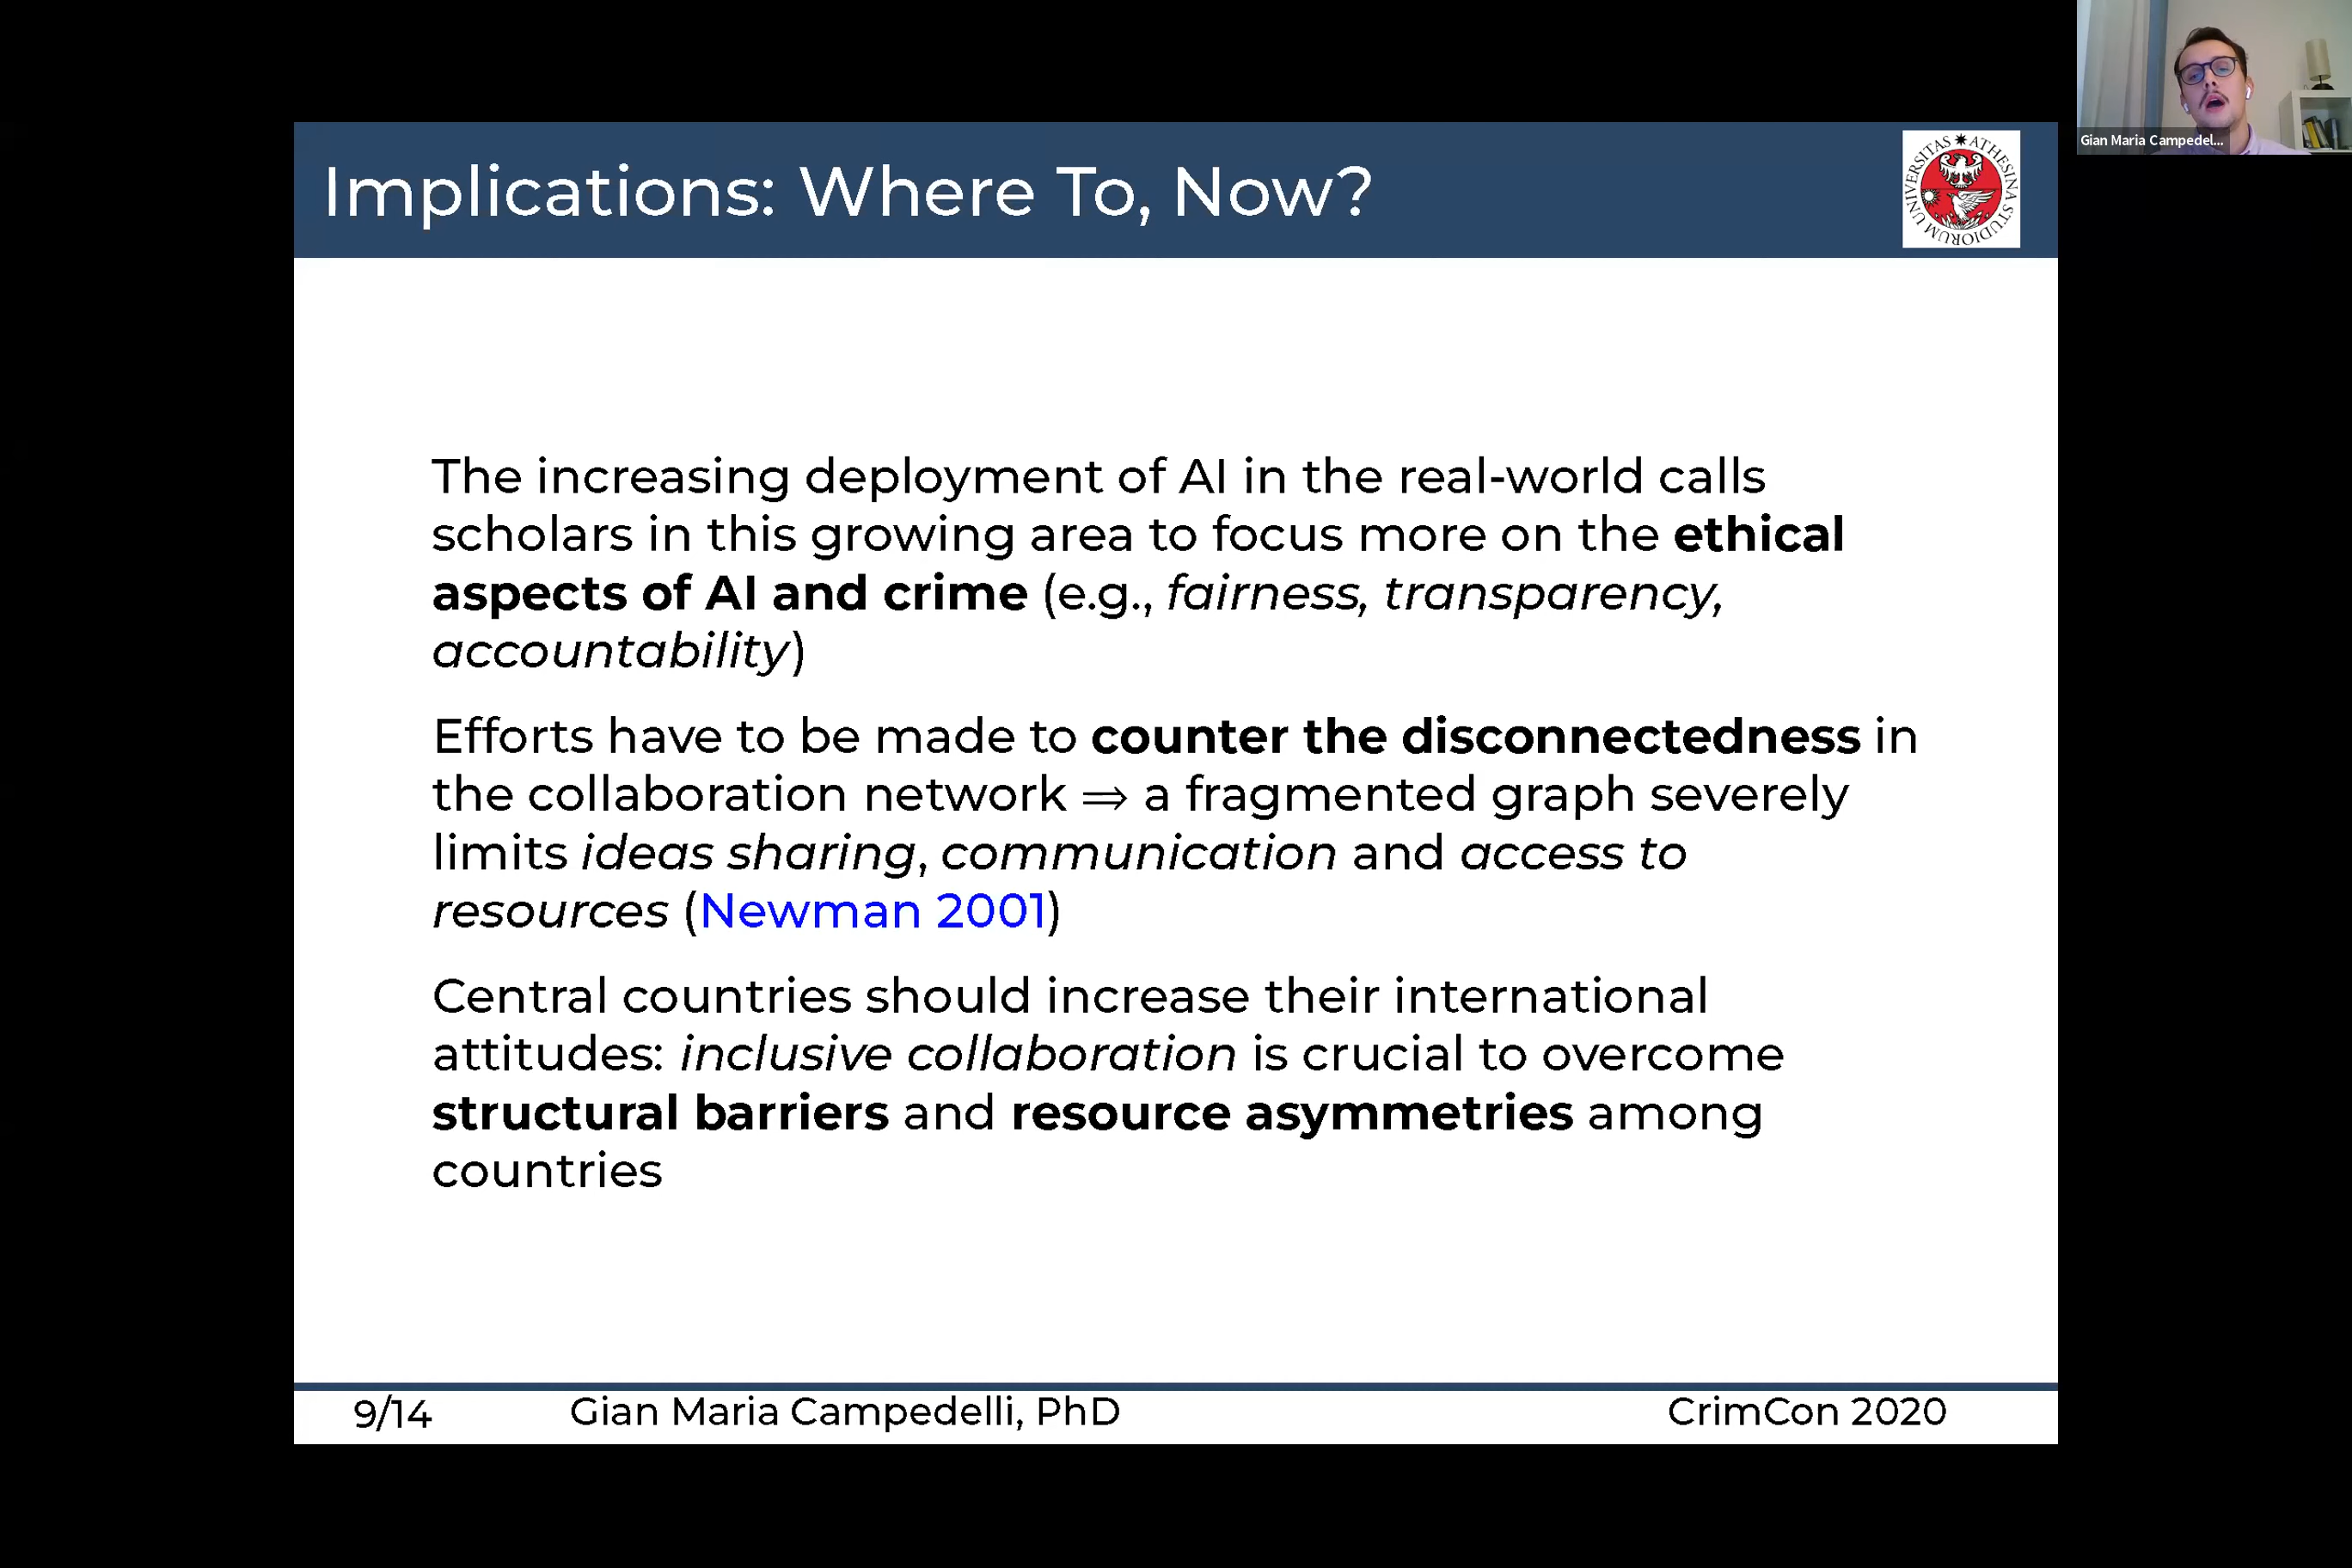 Implications: Where To, Now?
UNIVERSITAS ATHESINA STUDIORUM
Gian Maria Campedel...
The increasing deployment of AI in the real-world calls
scholars in this growing area to focus more on the ethical
aspects of AI and crime (e.g., fairness, transparency,
accountability)
Efforts have to be made to counter the disconnectedness in
the collaboration network ⟹ a fragmented graph severely
limits ideas sharing, communication and access to
resources (Newman 2001)
Central countries should increase their international
attitudes: inclusive collaboration is crucial to overcome
structural barriers and resource asymmetries among
countries
9/14 Gian Maria Campedelli, PhD CrimCon 2020